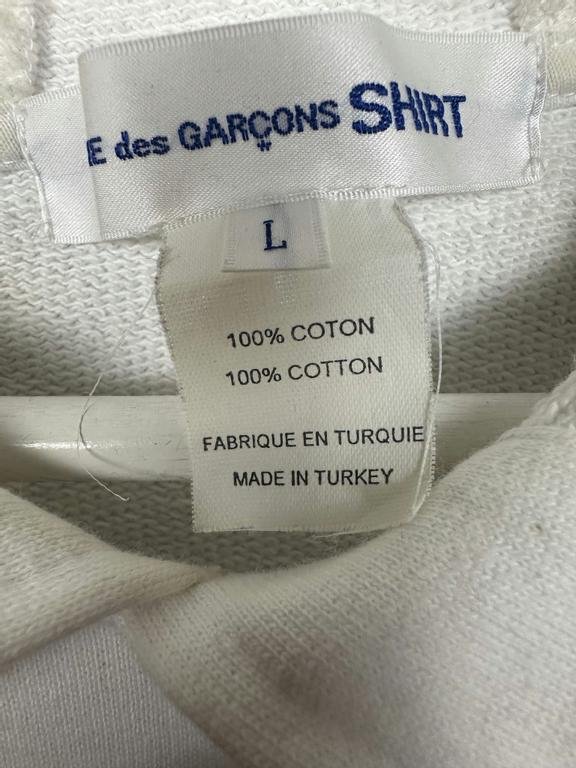 E des GARÇONS SHIRT
L
100% COTON
100% COTTON
FABRIQUE EN TURQUIE
MADE IN TURKEY